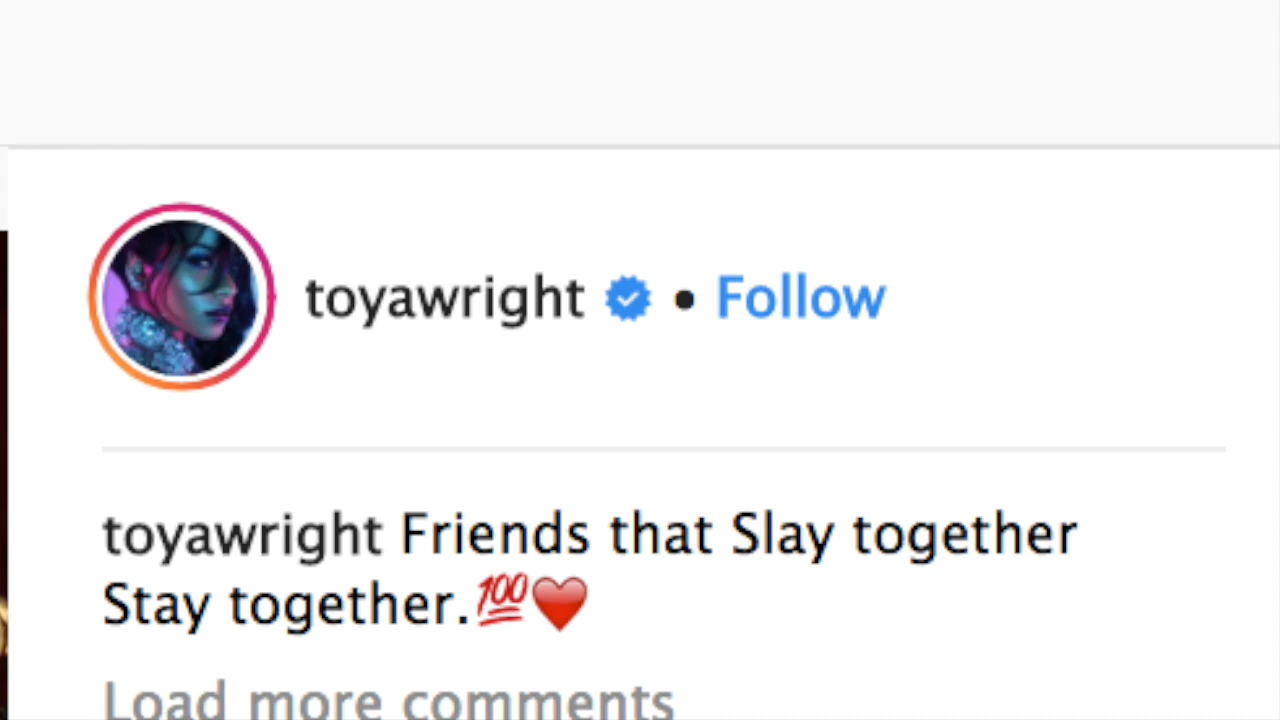 toyawright • Follow
toyawright Friends that Slay together
Stay together.💯❤️
Load more comments